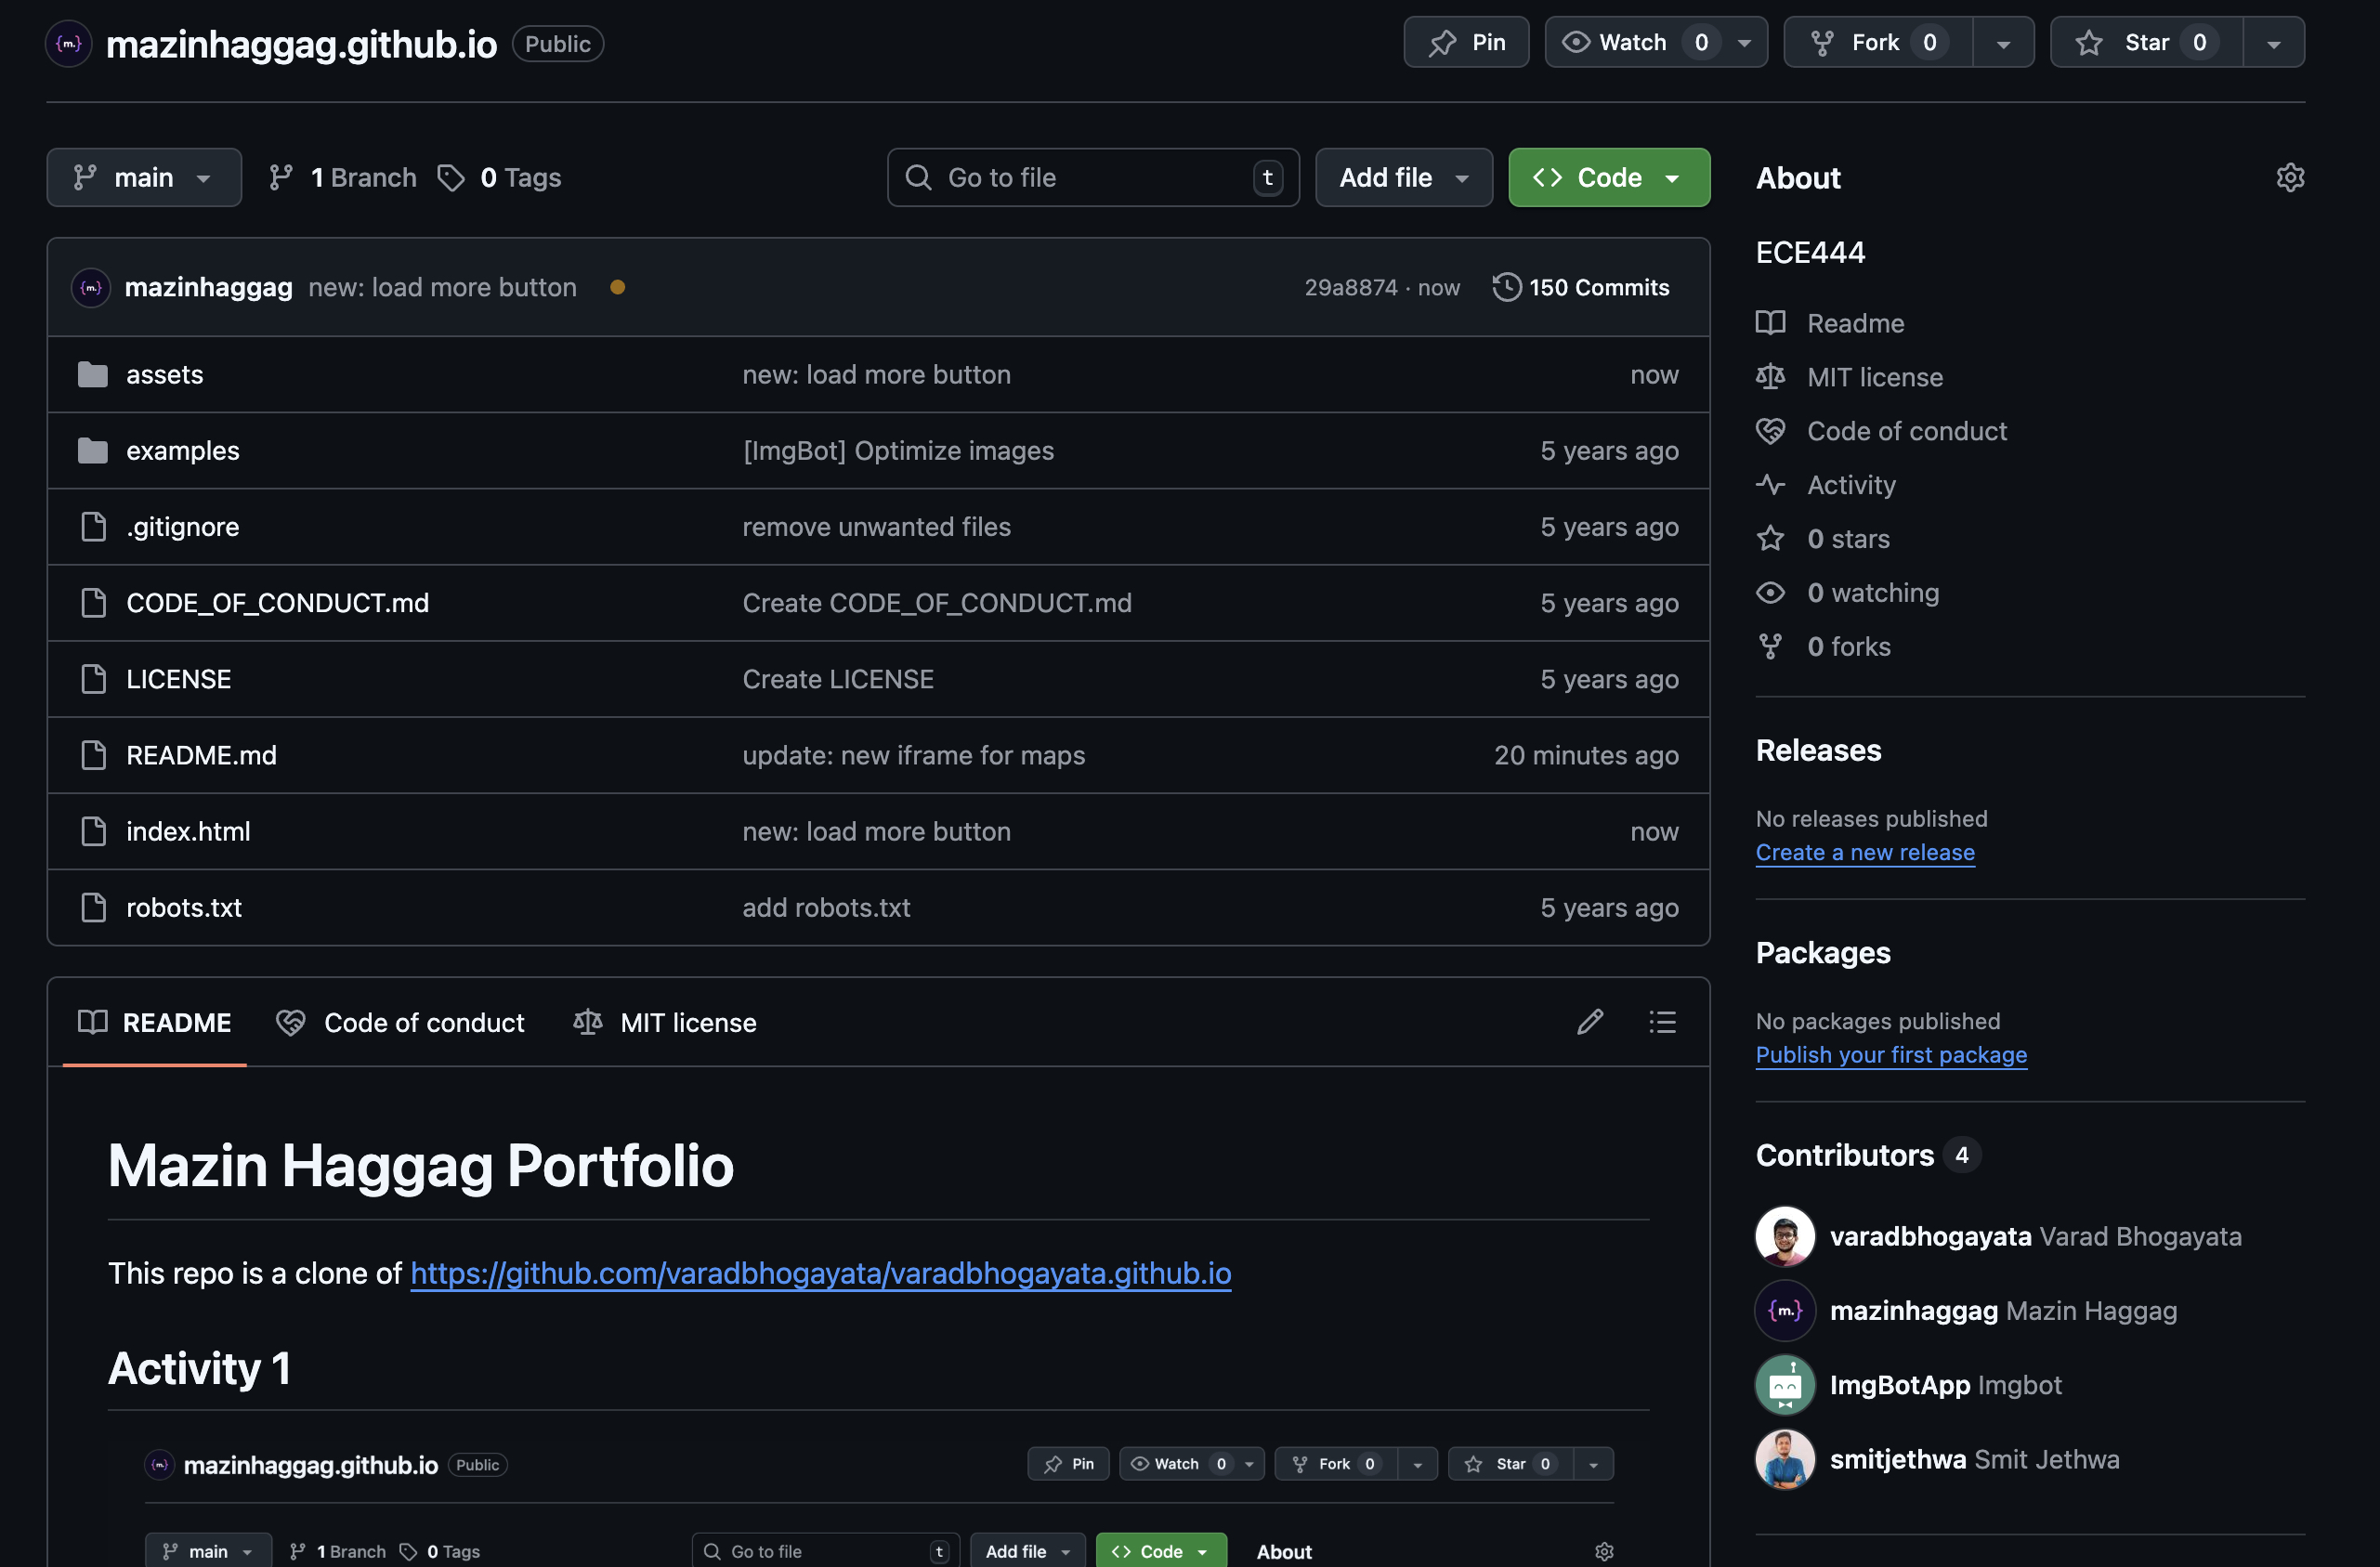 {m.} mazinhaggag.github.io Public Pin Watch 0 Fork 0 Star 0
main 1 Branch 0 Tags Go to file t Add file <> Code
{m.} mazinhaggag new: load more button 29a8874 · now 150 Commits
assets new: load more button now
examples [ImgBot] Optimize images 5 years ago
.gitignore remove unwanted files 5 years ago
CODE_OF_CONDUCT.md Create CODE_OF_CONDUCT.md 5 years ago
LICENSE Create LICENSE 5 years ago
README.md update: new iframe for maps 20 minutes ago
index.html new: load more button now
robots.txt add robots.txt 5 years ago
README Code of conduct MIT license
Mazin Haggag Portfolio
This repo is a clone of https://github.com/varadbhogayata/varadbhogayata.github.io
Activity 1
{m.} mazinhaggag.github.io Public Pin Watch 0 Fork 0 Star 0
main 1 Branch 0 Tags Go to file t Add file <> Code About
About
ECE444
Readme
MIT license
Code of conduct
Activity
0 stars
0 watching
0 forks
Releases
No releases published
Create a new release
Packages
No packages published
Publish your first package
Contributors 4
varadbhogayata Varad Bhogayata
{m.} mazinhaggag Mazin Haggag
ImgBotApp Imgbot
smitjethwa Smit Jethwa